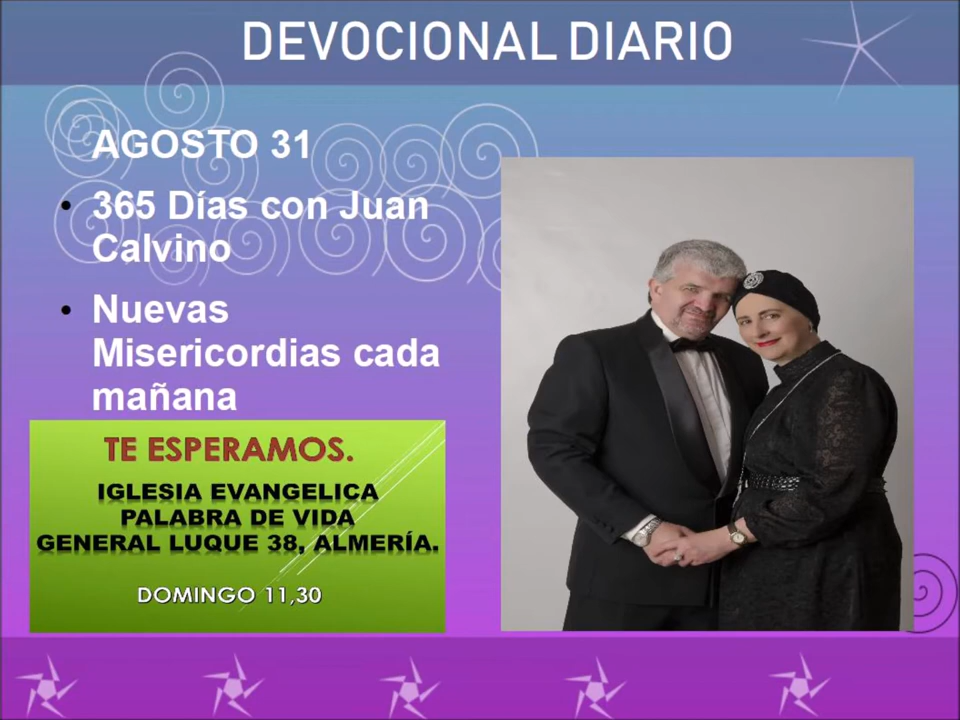 DEVOCIONAL DIARIO
AGOSTO 31
• 365 Días con Juan
Calvino
• Nuevas
Misericordias cada
mañana
TE ESPERAMOS.
IGLESIA EVANGELICA
PALABRA DE VIDA
GENERAL LUQUE 38, ALMERÍA.
DOMINGO 11,30